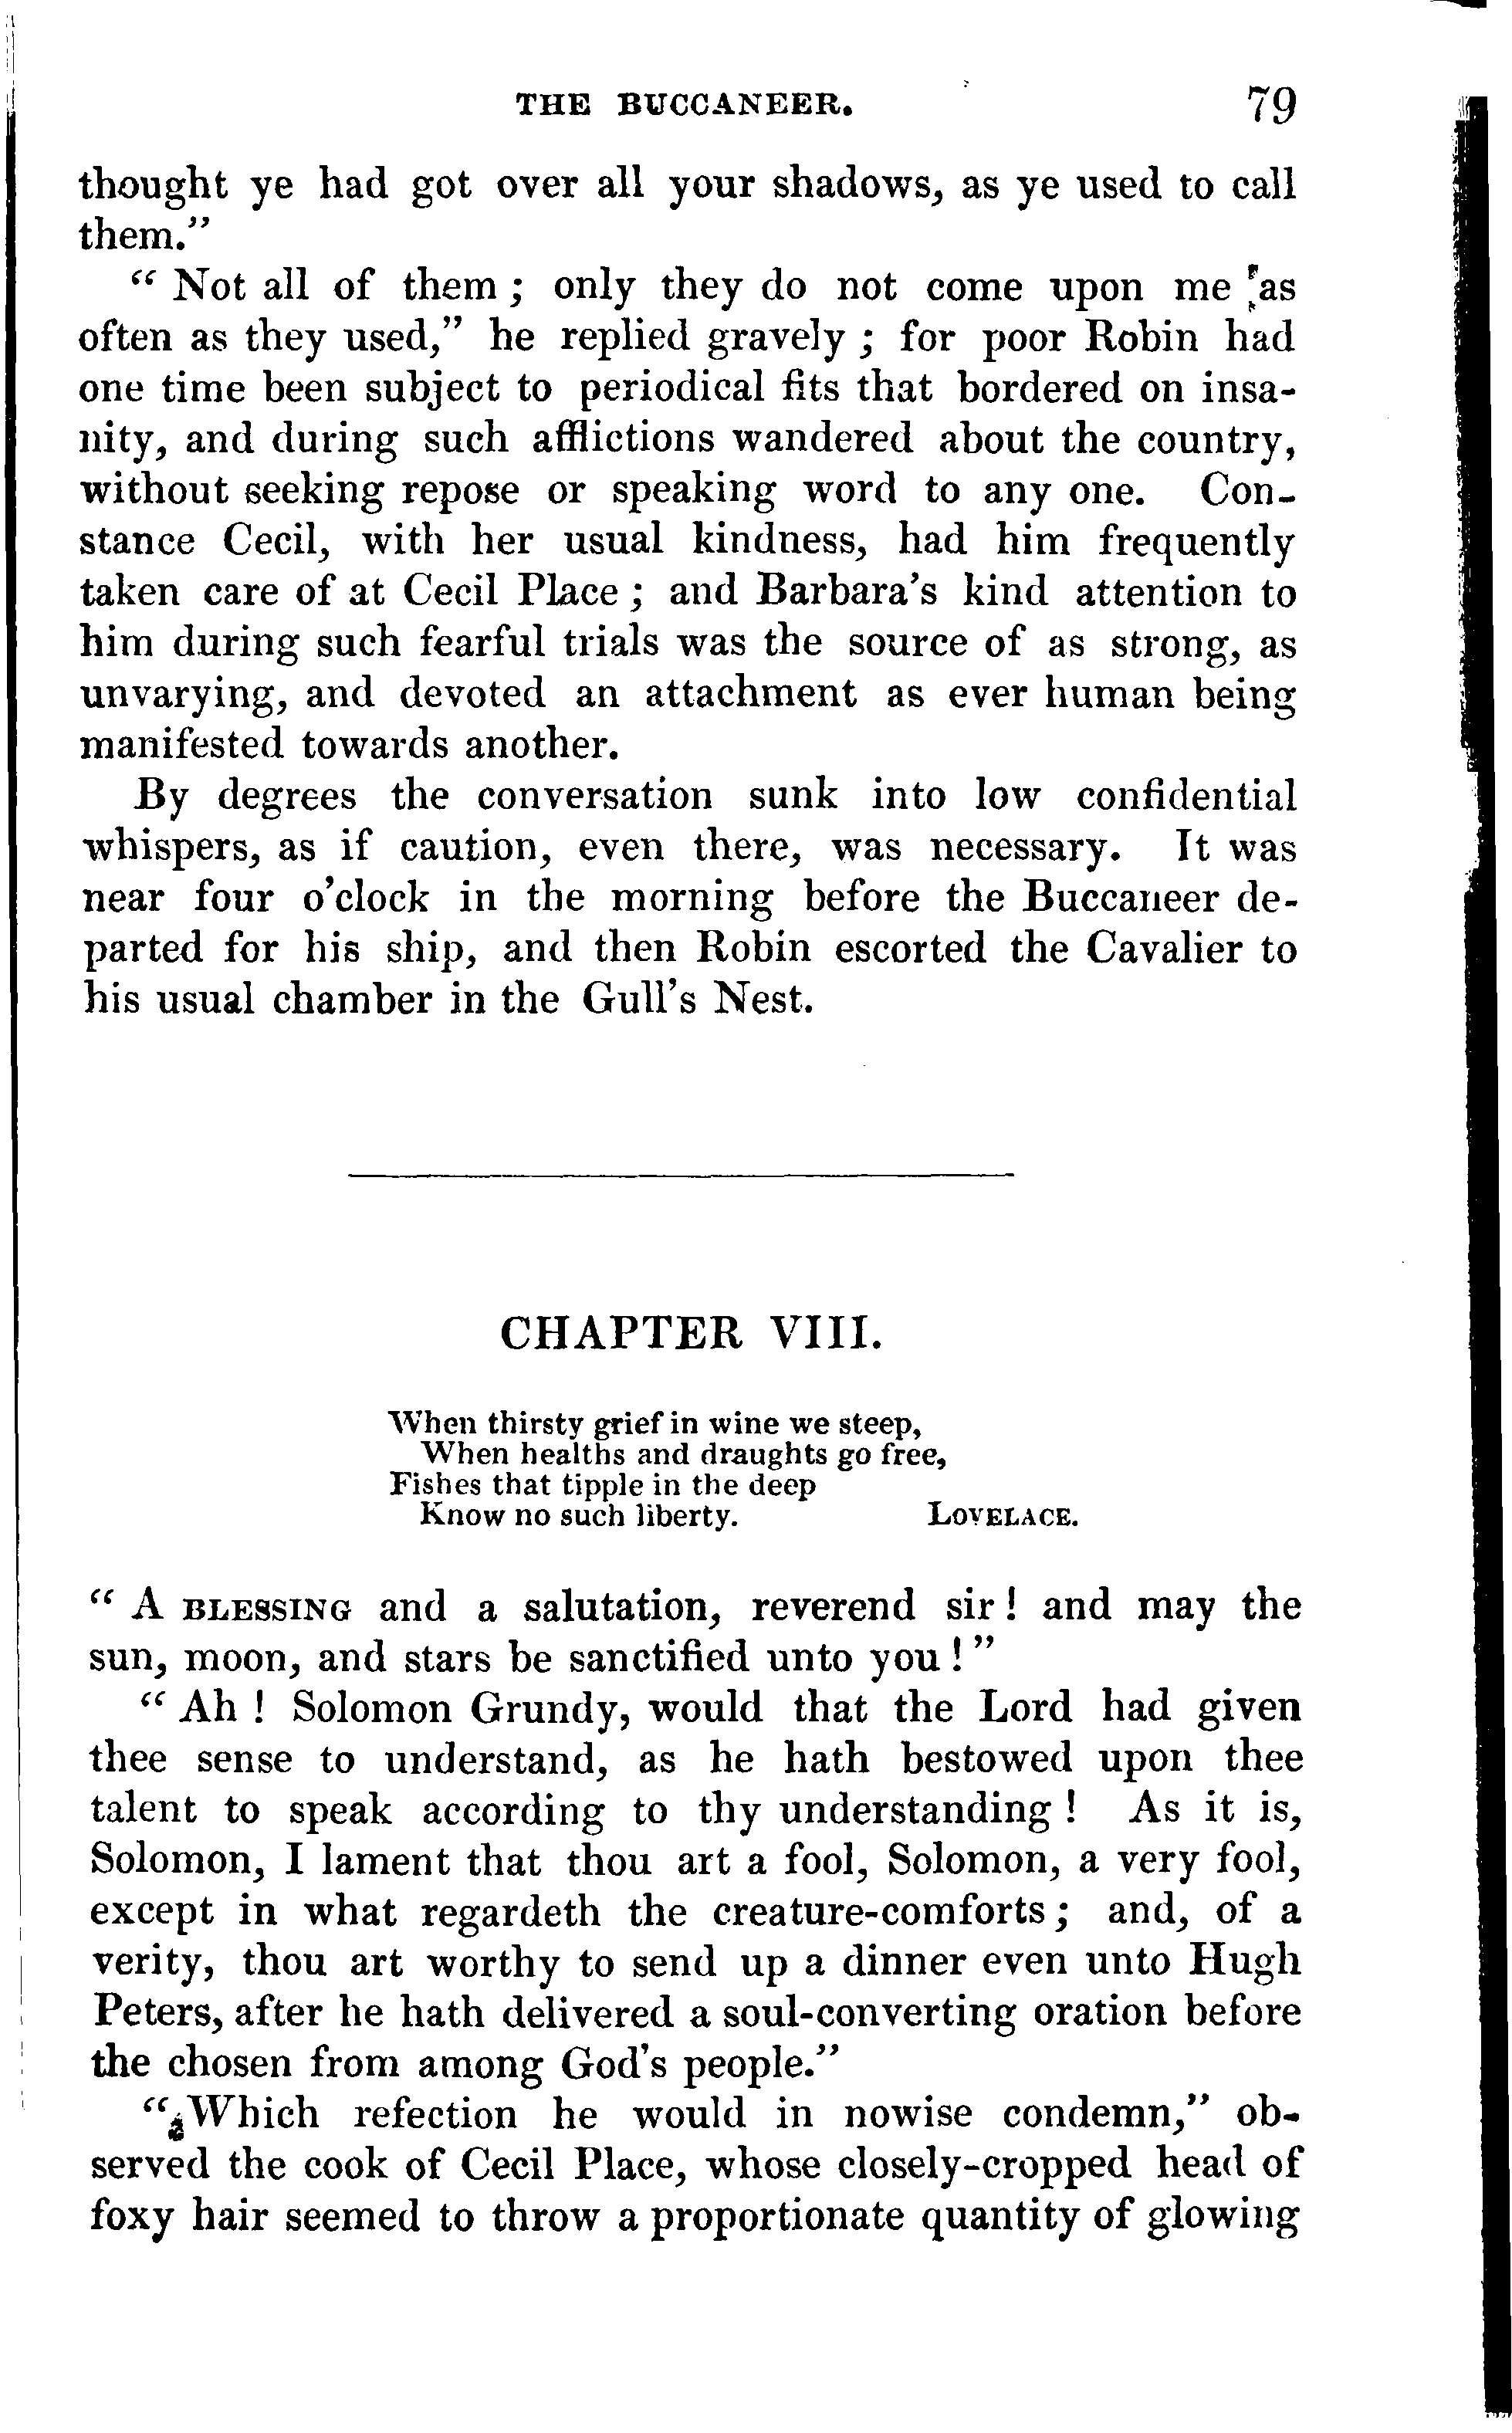 THE BUCCANEER. 79
thought ye had got over all your shadows, as ye used to call
them.”
“ Not all of them ; only they do not come upon me as
often as they used,” he replied gravely ; for poor Robin had
one time been subject to periodical fits that bordered on insa-
nity, and during such afflictions wandered about the country,
without seeking repose or speaking word to any one. Con-
stance Cecil, with her usual kindness, had him frequently
taken care of at Cecil Place ; and Barbara’s kind attention to
him during such fearful trials was the source of as strong, as
unvarying, and devoted an attachment as ever human being
manifested towards another.
By degrees the conversation sunk into low confidential
whispers, as if caution, even there, was necessary. It was
near four o’clock in the morning before the Buccaneer de-
parted for his ship, and then Robin escorted the Cavalier to
his usual chamber in the Gull’s Nest.
CHAPTER VIII.
When thirsty grief in wine we steep,
When healths and draughts go free,
Fishes that tipple in the deep
Know no such liberty. LOVELACE.
“ A BLESSING and a salutation, reverend sir ! and may the
sun, moon, and stars be sanctified unto you ! ”
“ Ah ! Solomon Grundy, would that the Lord had given
thee sense to understand, as he hath bestowed upon thee
talent to speak according to thy understanding ! As it is,
Solomon, I lament that thou art a fool, Solomon, a very fool,
except in what regardeth the creature-comforts ; and, of a
verity, thou art worthy to send up a dinner even unto Hugh
Peters, after he hath delivered a soul-converting oration before
the chosen from among God’s people.”
“ Which refection he would in nowise condemn,” ob-
served the cook of Cecil Place, whose closely-cropped head of
foxy hair seemed to throw a proportionate quantity of glowing